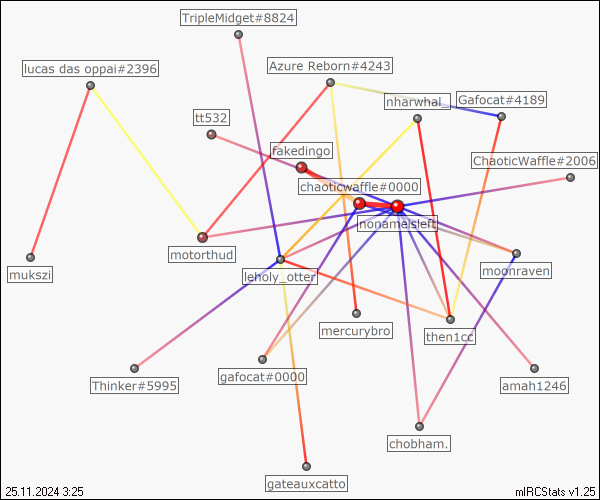 TripleMidget#8824
lucas das oppai#2396
Azure Reborn#4243
nharwhal_
Gafocat#4189
tt532
fakedingo
ChaoticWaffle#2006
chaoticwaffle#0000
nonameisleft
motorthud
mukszi
leholy_otter
moonraven
mercurybro
then1cc
Thinker#5995
gafocat#0000
amah1246
chobham.
gateauxcatto
25.11.2024 3:25
mIRCStats v1.25